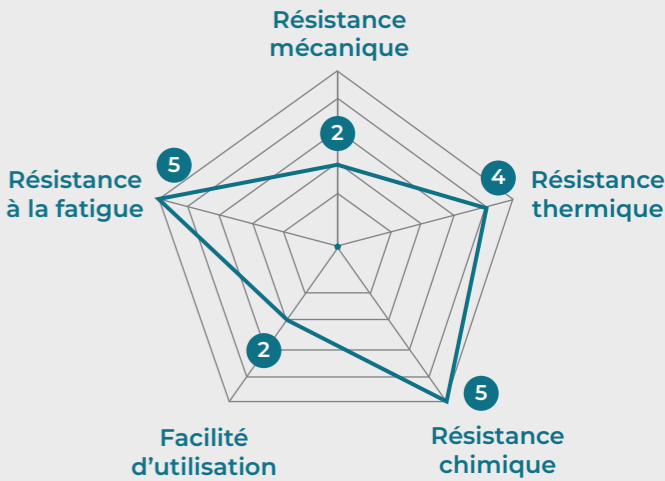 Résistance
mécanique
2
5
4
Résistance
à la fatigue
Résistance
thermique
2
5
Facilité
d’utilisation
Résistance
chimique